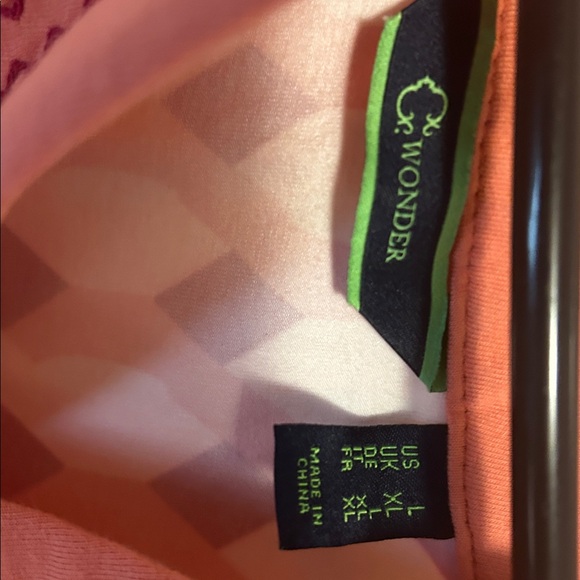 C. WONDER
US L
UK XL
DE L
IT XL
FR XL
MADE IN
CHINA